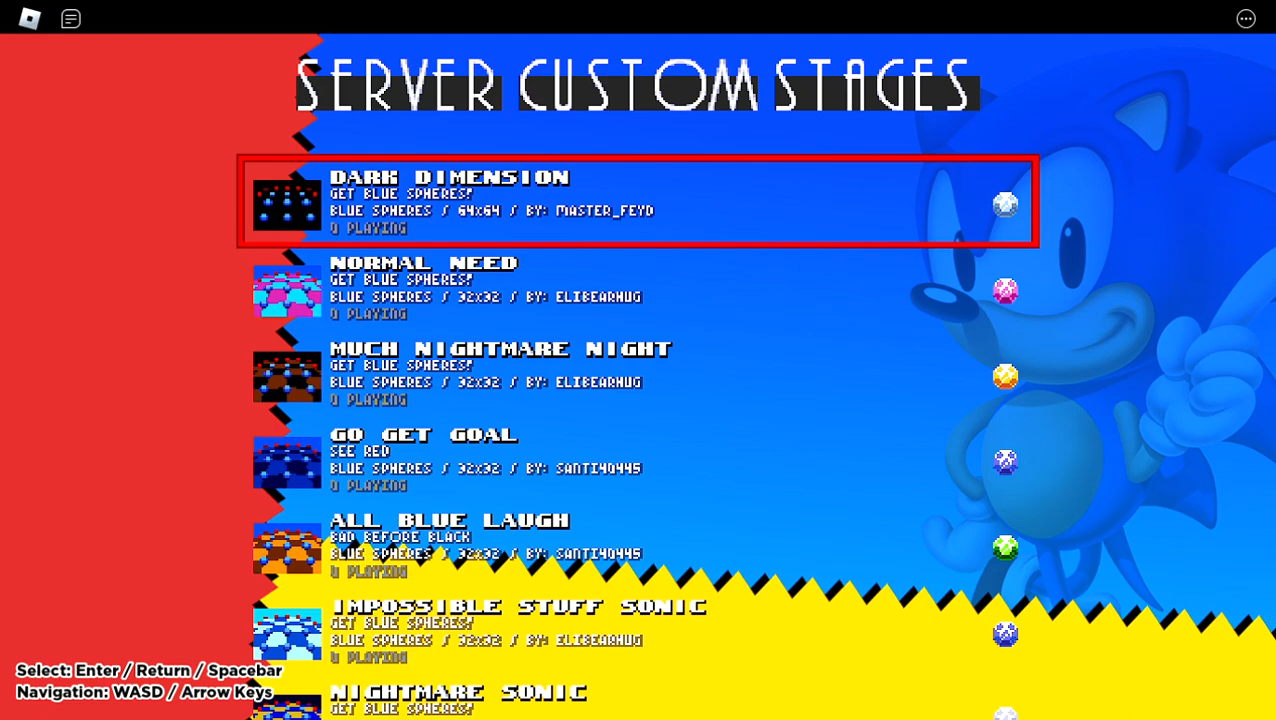 SERVER CUSTOM STAGES
DARK DIMENSION
GET BLUE SPHERES!
BLUE SPHERES / 64x64 / BY: MASTER_FEYD
0 PLAYING
NORMAL NEED
GET BLUE SPHERES!
BLUE SPHERES / 32x32 / BY: ELIBEARHUG
0 PLAYING
MUCH NIGHTMARE NIGHT
GET BLUE SPHERES!
BLUE SPHERES / 32x32 / BY: ELIBEARHUG
0 PLAYING
GO GET GOAL
SEE RED
BLUE SPHERES / 32x32 / BY: SANTI40445
0 PLAYING
ALL BLUE LAUGH
BAD BEFORE BLACK
BLUE SPHERES / 32x32 / BY: SANTI40445
0 PLAYING
IMPOSSIBLE STUFF SONIC
GET BLUE SPHERES!
BLUE SPHERES / 32x32 / BY: ELIBEARHUG
0 PLAYING
NIGHTMARE SONIC
GET BLUE SPHERES!
Select: Enter / Return / Spacebar
Navigation: WASD / Arrow Keys